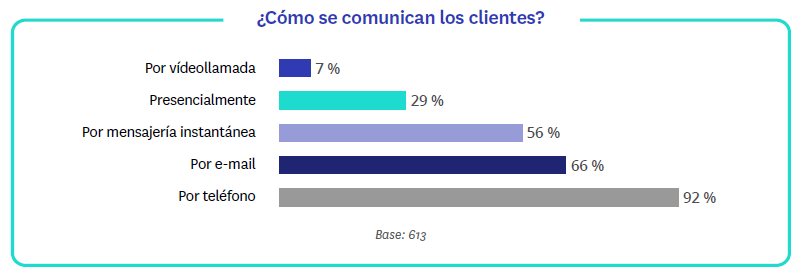 ¿Cómo se comunican los clientes?
Por vídeollamada 7 %
Presencialmente 29 %
Por mensajería instantánea 56 %
Por e-mail 66 %
Por teléfono 92 %
Base: 613